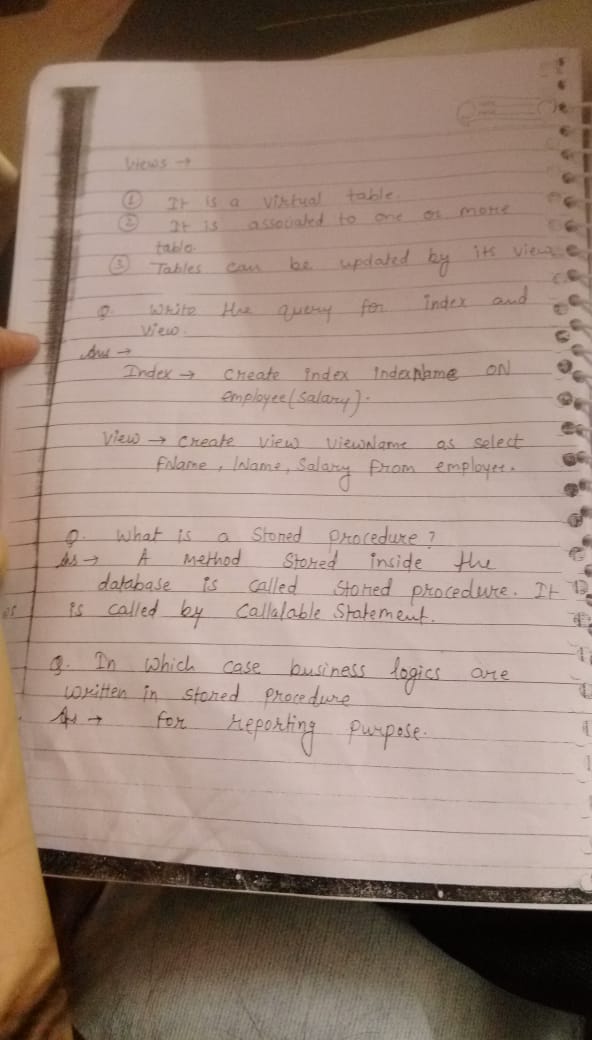 Views →
① It is a virtual table.
② It is associated to one or more
table.
③ Tables can be updated by its view
Q. Write the query for index and
view.
Ans →
Index → Create index IndexName ON
employee(salary).
View → Create view viewName as select
fName, lName, Salary from employee.
Q. What is a Stored procedure?
Ans → A Method Stored inside the
database is called stored procedure. It
is called by Callalable Statement.
Q. In which case business logics are
written in stored procedure
Ans → for reporting purpose.